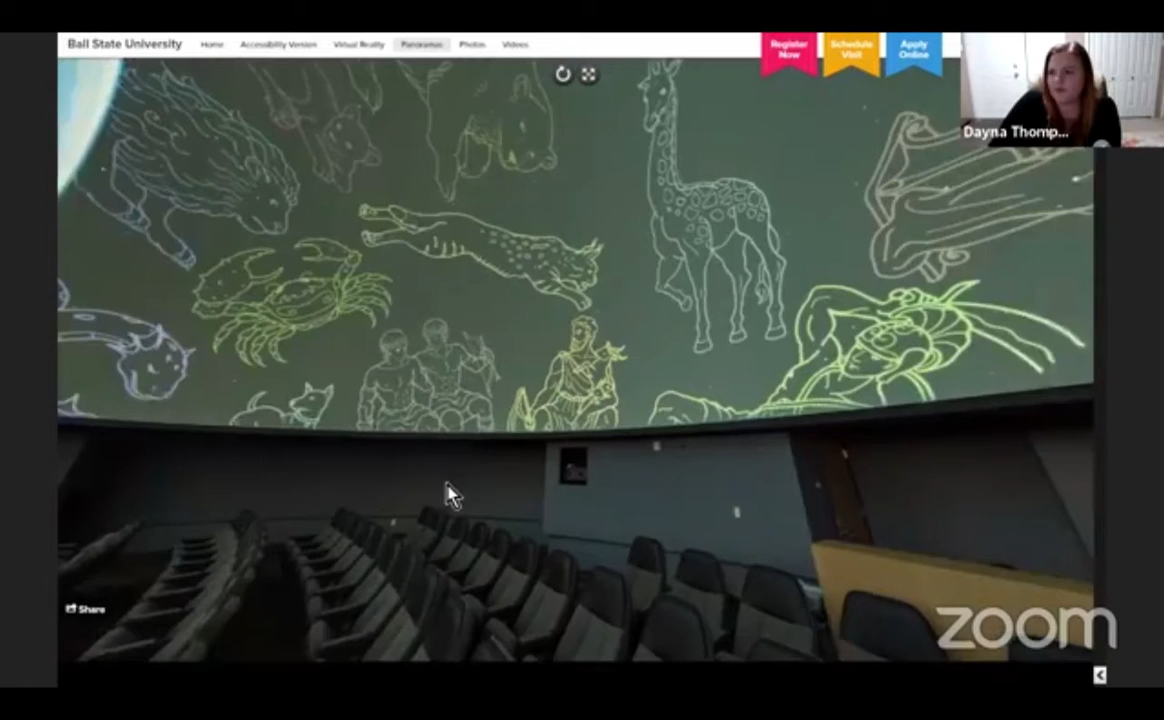 Ball State University
Home Accessibility Version Virtual Reality Panoramas Photos Videos
Register Now
Schedule Visit
Apply Online
Dayna Thomp...
Share
zoom